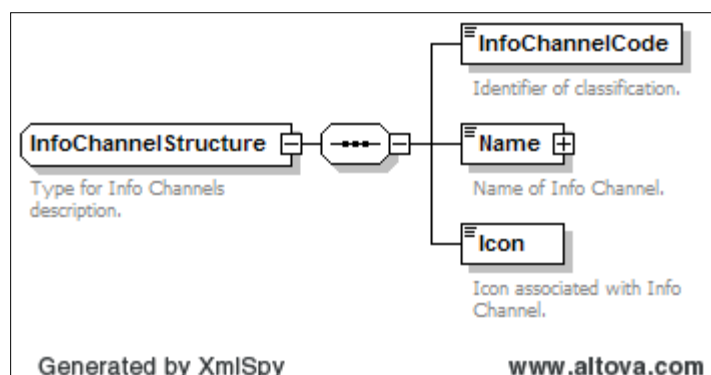 InfoChannelCode
Identifier of classification.
InfoChannelStructure
Type for Info Channels
description.
Name
Name of Info Channel.
Icon
Icon associated with Info
Channel.
Generated by XmlSpy
www.altova.com